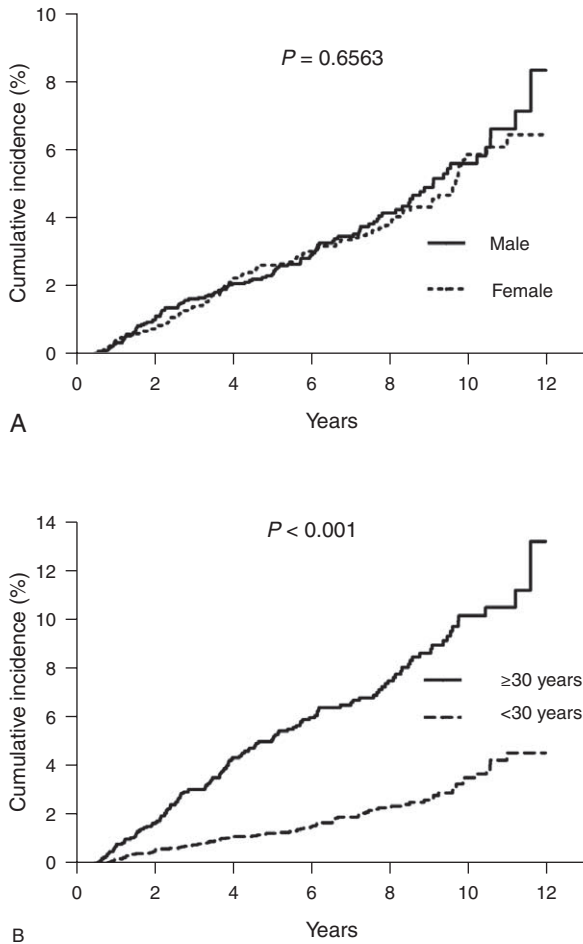 P = 0.6563
Cumulative incidence (%)
10
8
6
4
2
0
Male
Female
0 2 4 6 8 10 12
Years
A
P < 0.001
Cumulative incidence (%)
14
12
10
8
6
4
2
0
≥30 years
<30 years
0 2 4 6 8 10 12
Years
B